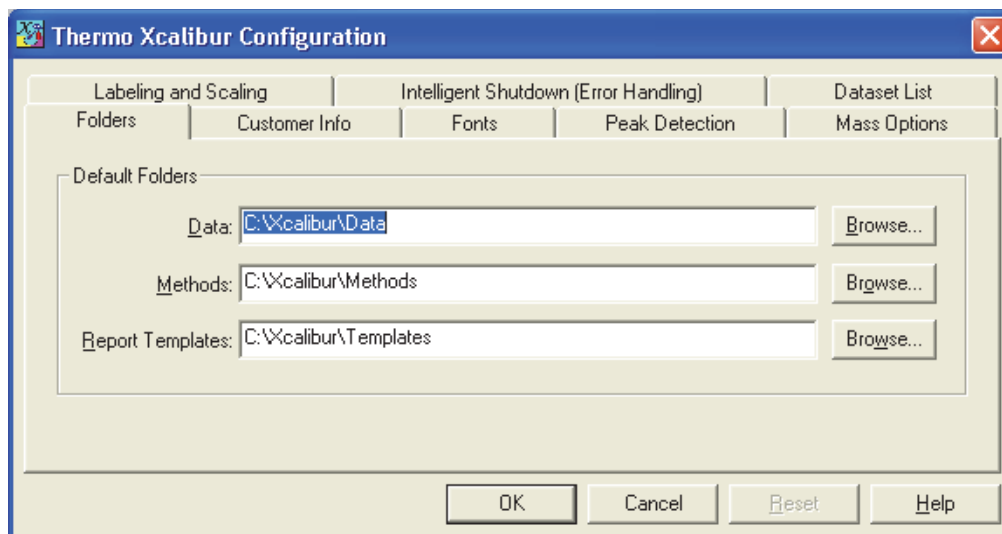 Thermo Xcalibur Configuration
Labeling and Scaling Intelligent Shutdown (Error Handling) Dataset List
Folders Customer Info Fonts Peak Detection Mass Options
Default Folders
Data: C:\Xcalibur\Data Browse...
Methods: C:\Xcalibur\Methods Browse...
Report Templates: C:\Xcalibur\Templates Browse...
OK Cancel Reset Help